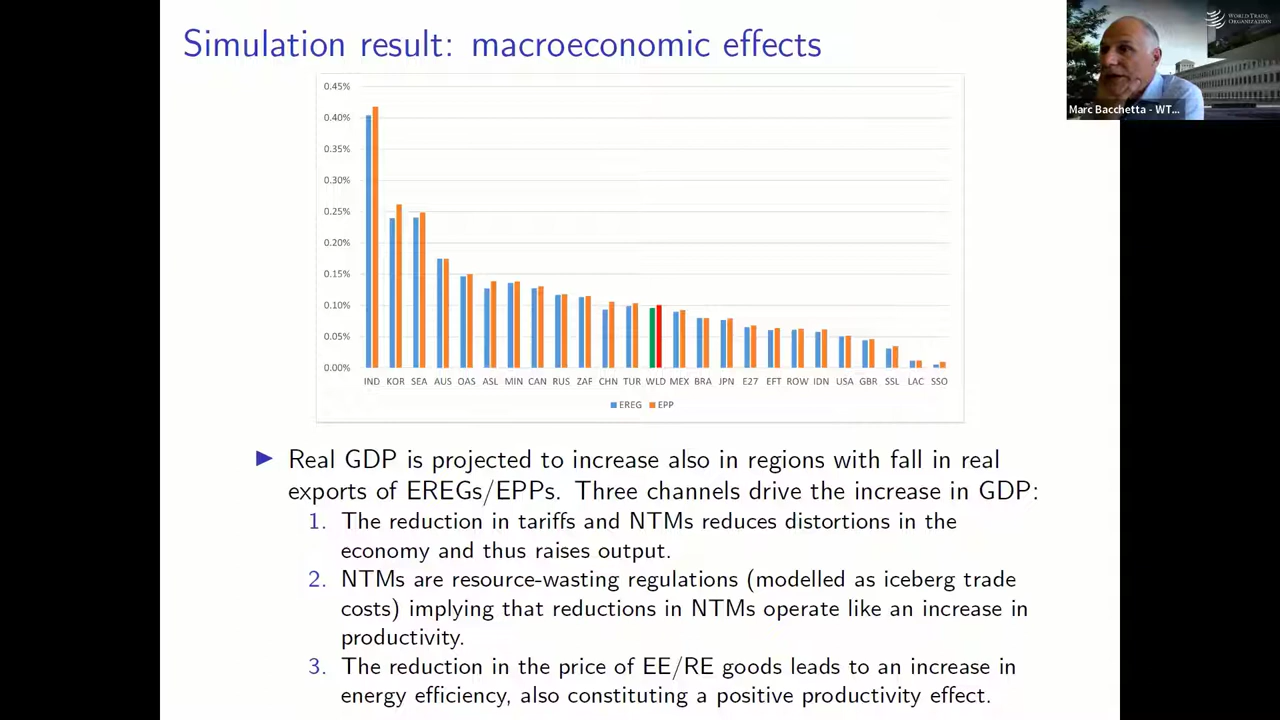 Simulation result: macroeconomic effects
WORLD TRADE
ORGANIZATION
Marc Bacchetta - WT...
0.45%
0.40%
0.35%
0.30%
0.25%
0.20%
0.15%
0.10%
0.05%
0.00%
IND KOR SEA AUS OAS ASL MIN CAN RUS ZAF CHN TUR WLD MEX BRA JPN E27 EFT ROW IDN USA GBR SSL LAC SSO
EREG EPP
Real GDP is projected to increase also in regions with fall in real
exports of EREGs/EPPs. Three channels drive the increase in GDP:
1. The reduction in tariffs and NTMs reduces distortions in the
economy and thus raises output.
2. NTMs are resource-wasting regulations (modelled as iceberg trade
costs) implying that reductions in NTMs operate like an increase in
productivity.
3. The reduction in the price of EE/RE goods leads to an increase in
energy efficiency, also constituting a positive productivity effect.